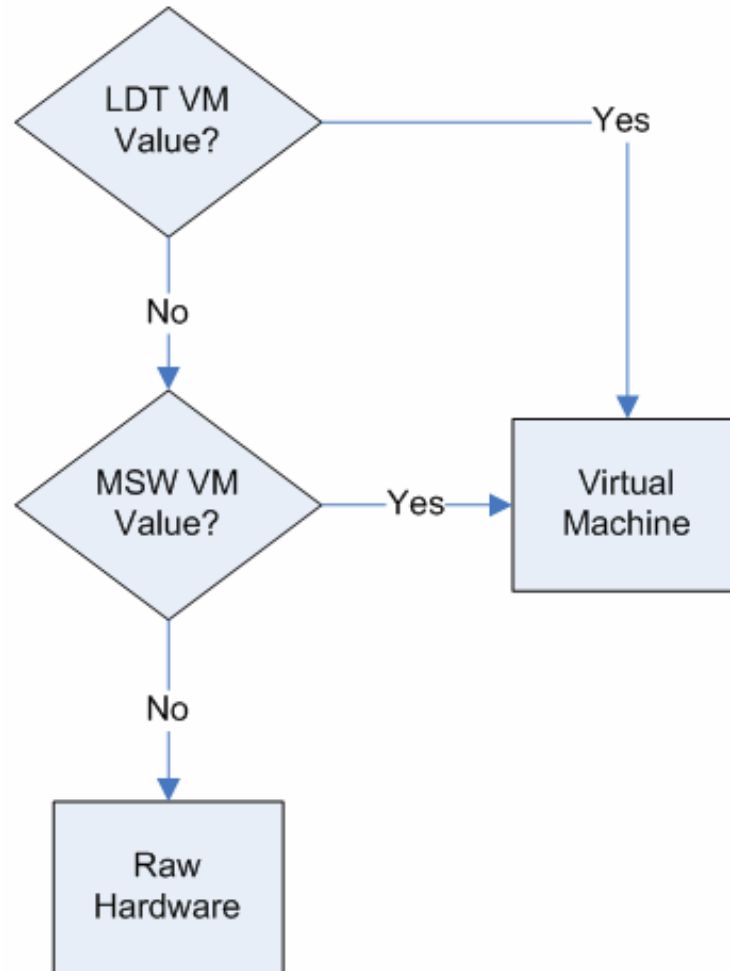 LDT VM
Value?
Yes
No
MSW VM
Value?
Yes
Virtual
Machine
No
Raw
Hardware